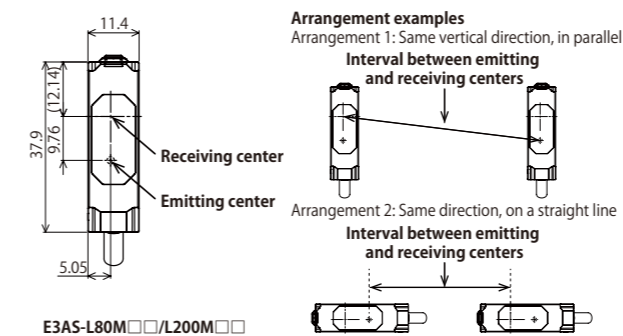 11.4
(12.14)
9.76
37.9
Receiving center
Emitting center
5.05
E3AS-L80M□□/L200M□□
Arrangement examples
Arrangement 1: Same vertical direction, in parallel
Interval between emitting
and receiving centers
Arrangement 2: Same direction, on a straight line
Interval between emitting
and receiving centers